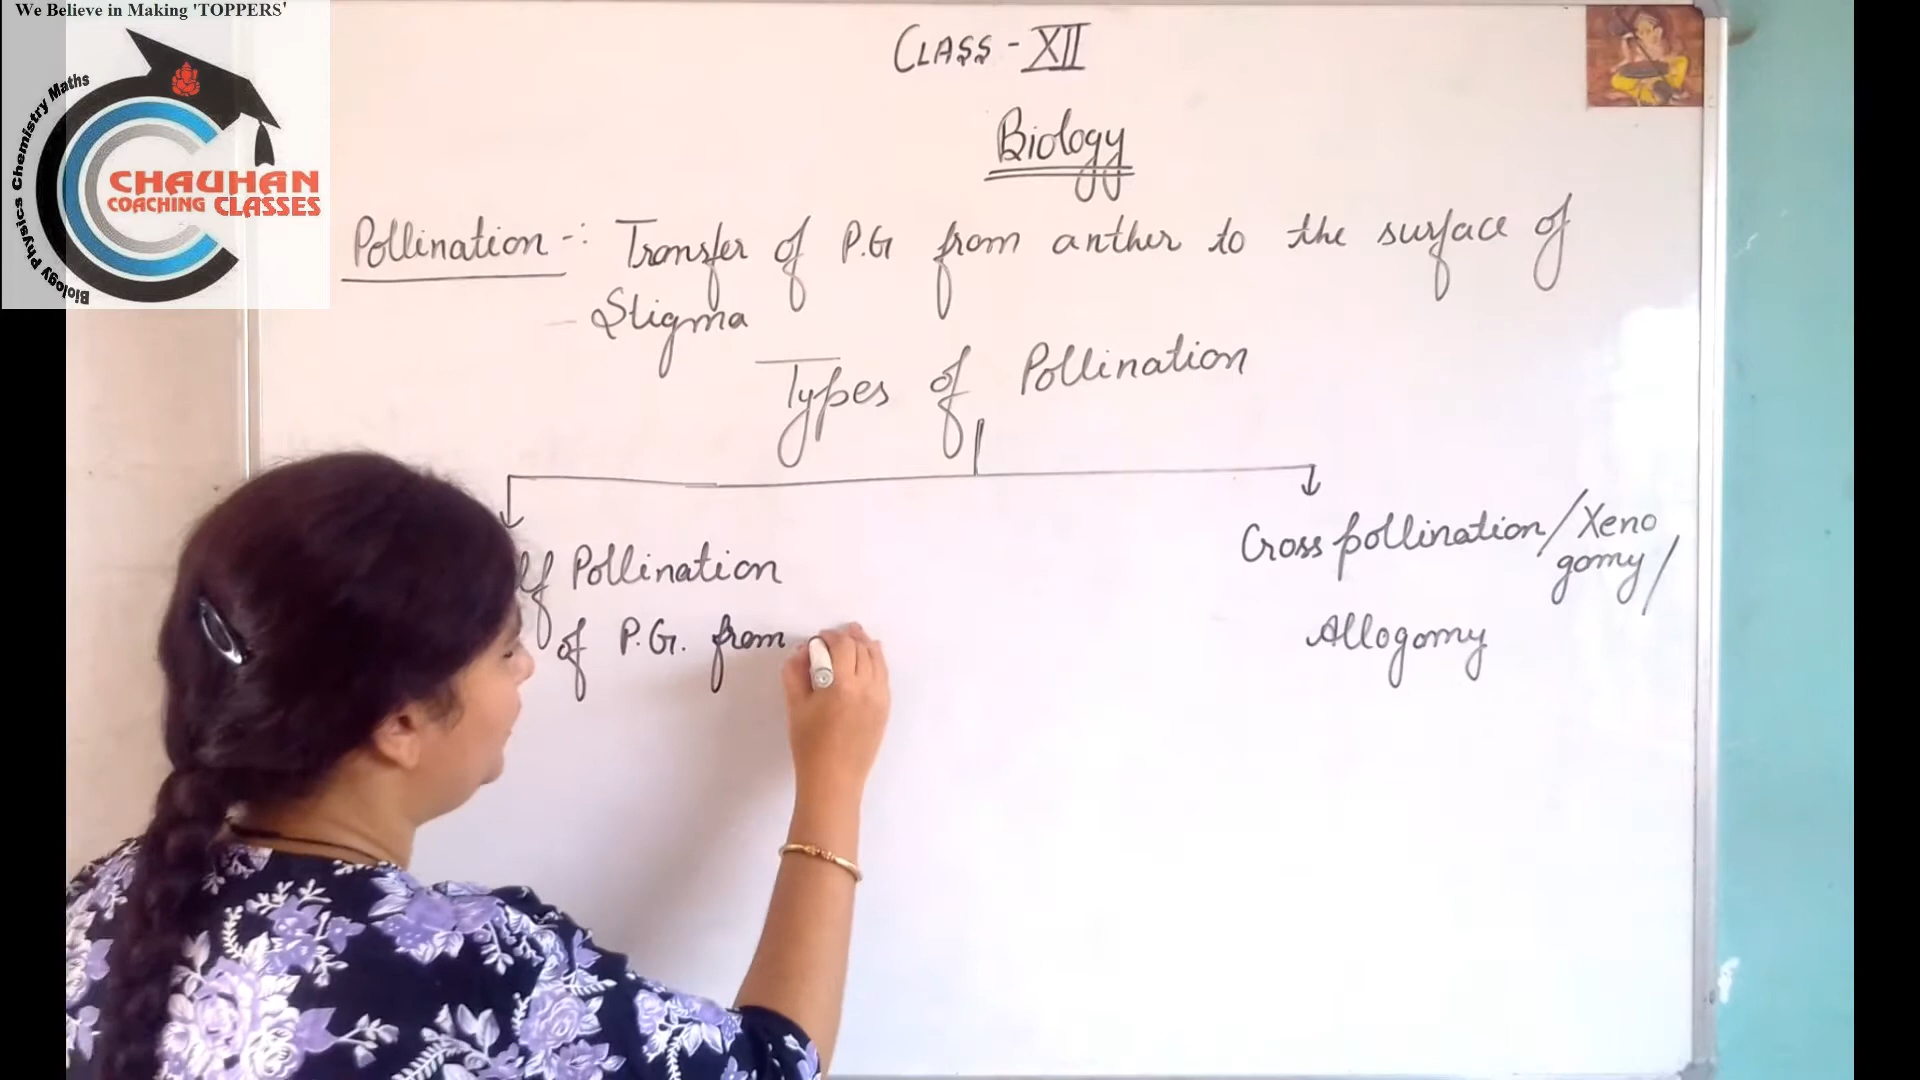 We Believe in Making 'TOPPERS'
Biology Physics Chemistry Maths
CHAUHAN
COACHING CLASSES
CLASS - XII
Biology
Pollination -: Transfer of P.G from anther to the surface of
Stigma
Types of Pollination
lf Pollination
of P.G. from
Cross pollination / Xeno
gomy /
Allogomy